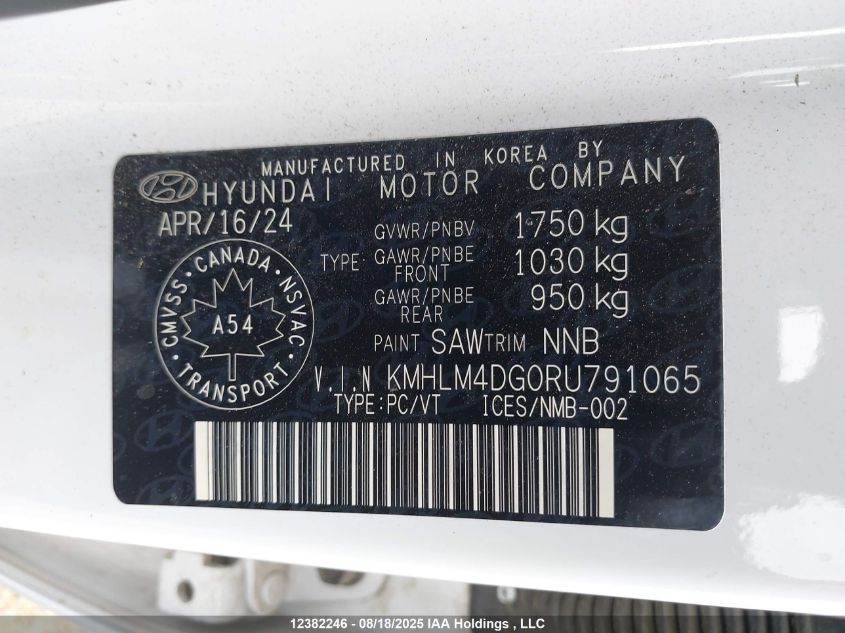 MANUFACTURED IN KOREA BY
HYUNDAI MOTOR COMPANY
APR/16/24
GVWR/PNBV 1750 kg
TYPE: GAWR/PNBE FRONT 1030 kg
GAWR/PNBE REAR 950 kg
CANADA
CMVSS NSVAC
A54
TRANSPORT
PAINT SAW TRIM NNB
V.I.N KMHLM4DG0RU791065
TYPE:PC/VT ICES/NMB-002
12382246 - 08/18/2025 IAA Holdings , LLC